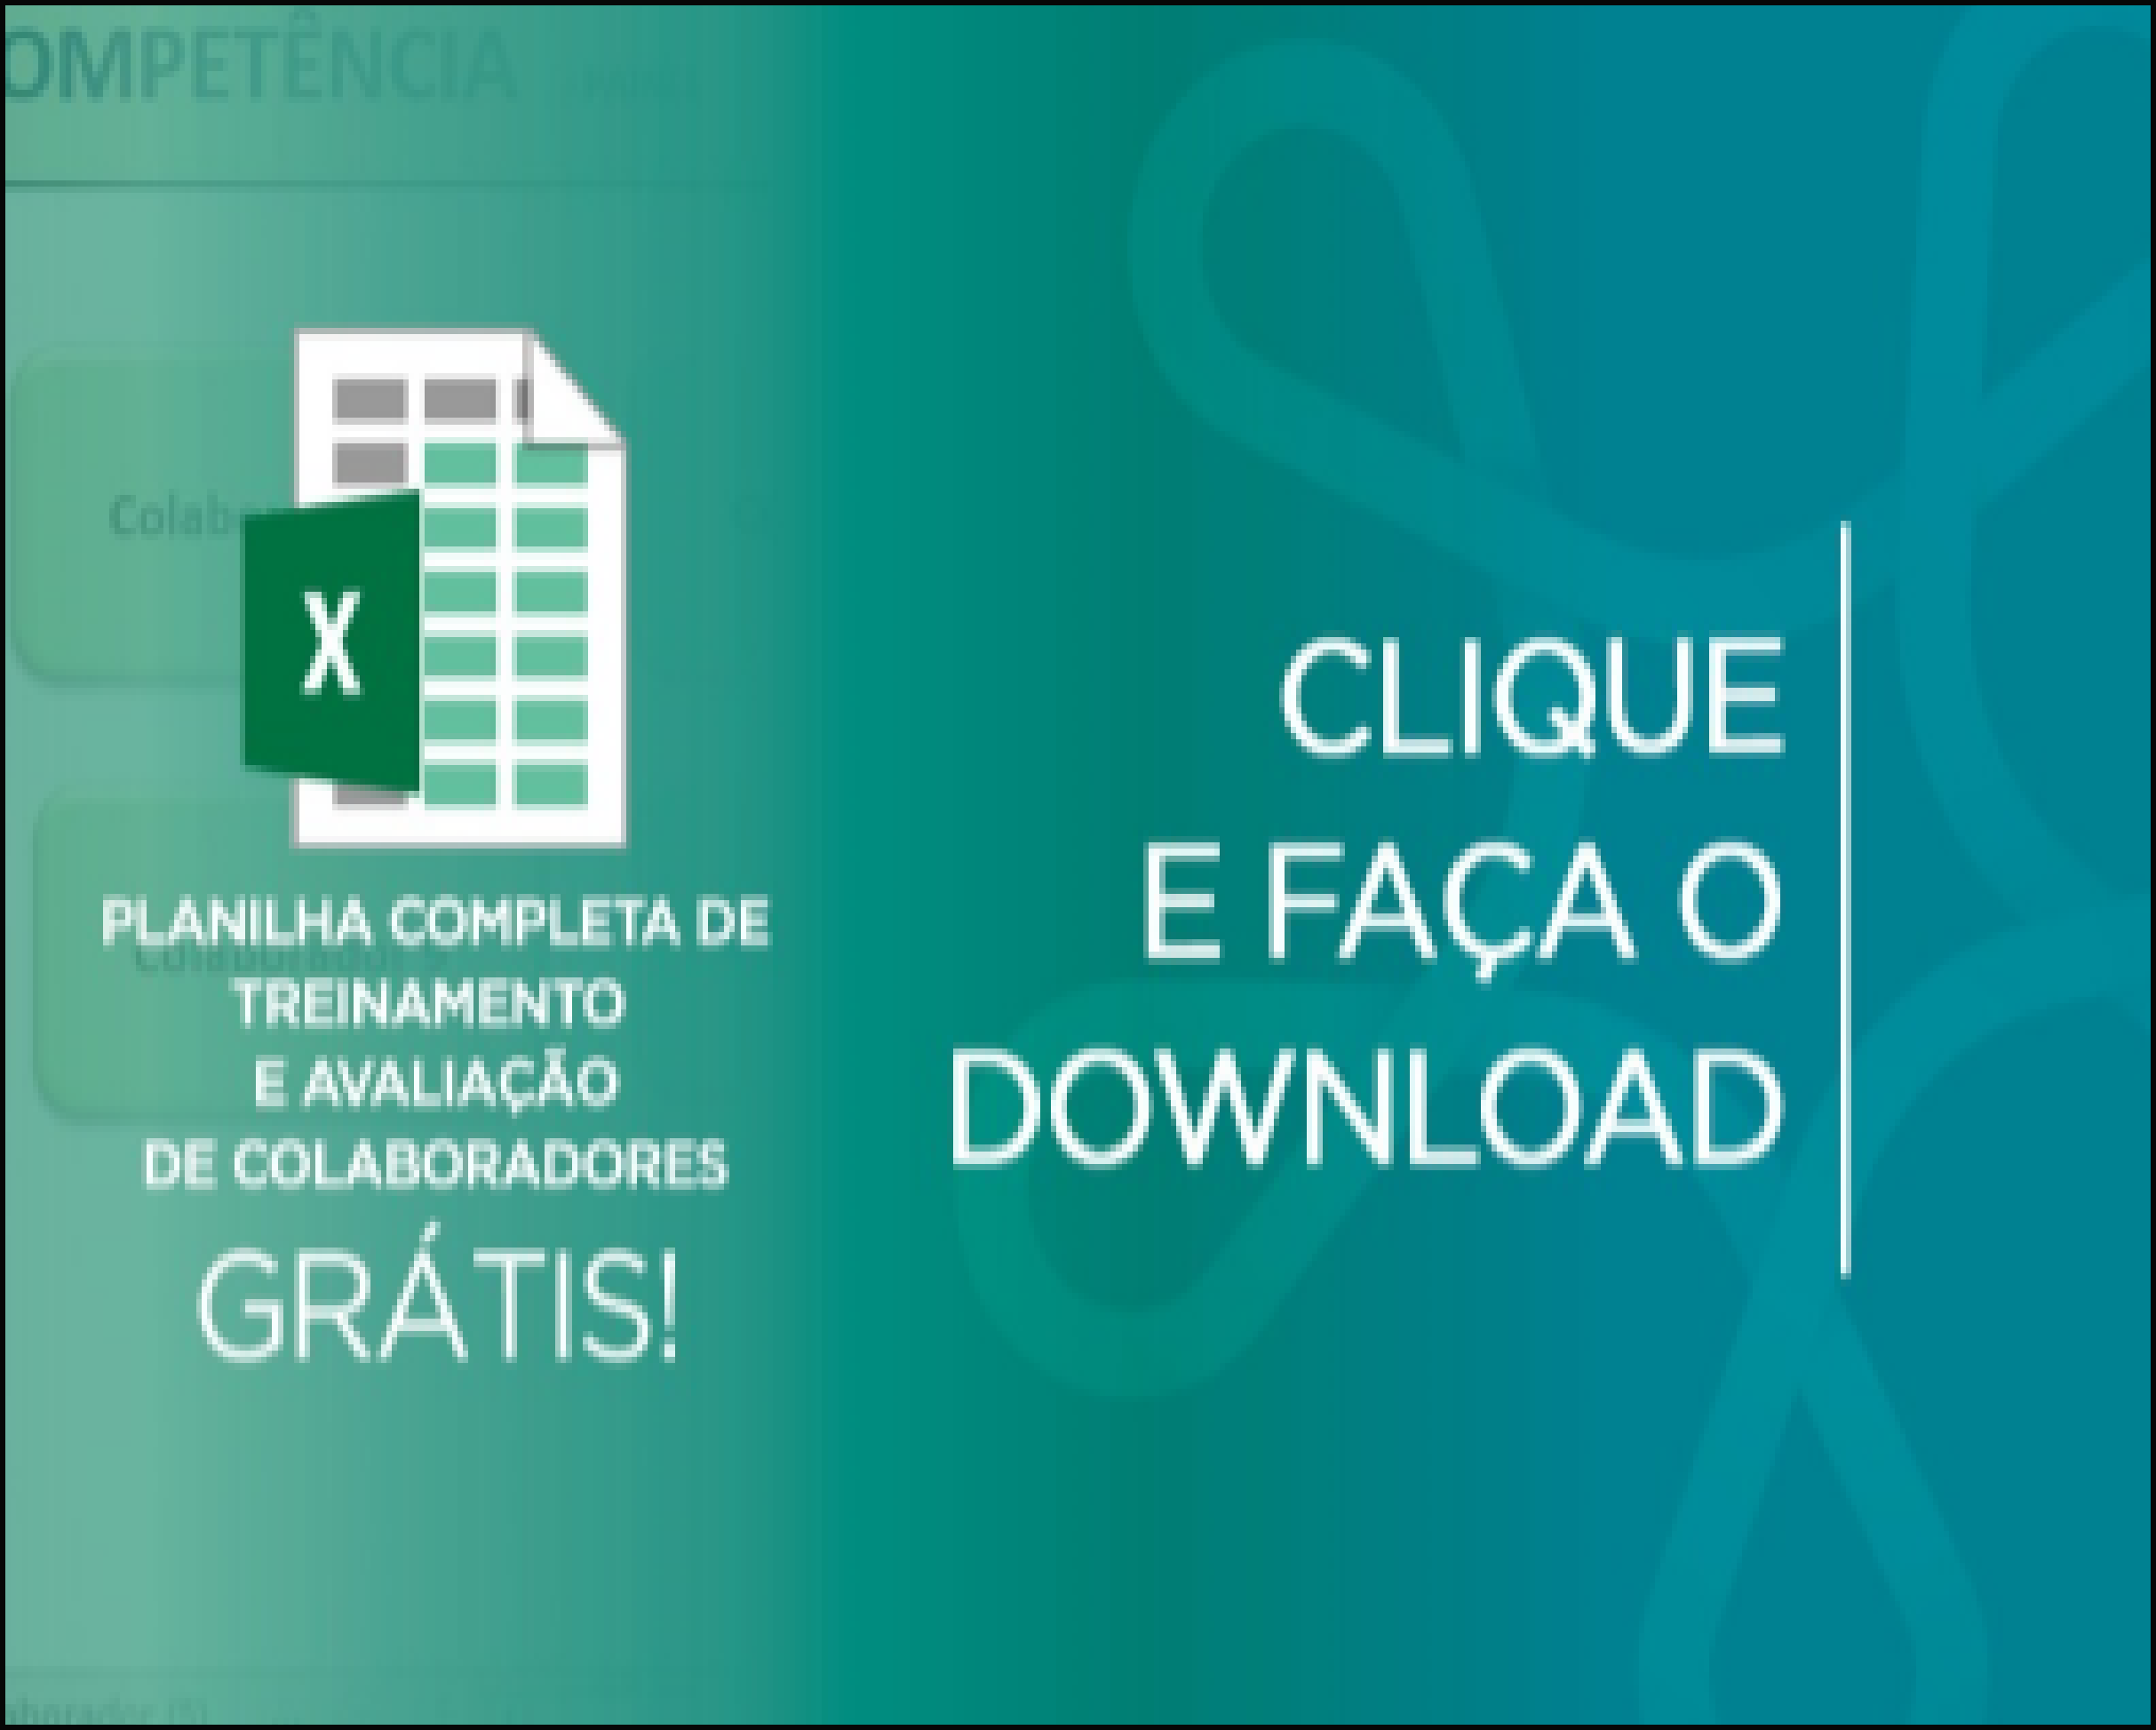 OMPETÊNCIA
X
PLANILHA COMPLETA DE
TREINAMENTO
E AVALIAÇÃO
DE COLABORADORES
GRÁTIS!
CLIQUE
E FAÇA O
DOWNLOAD